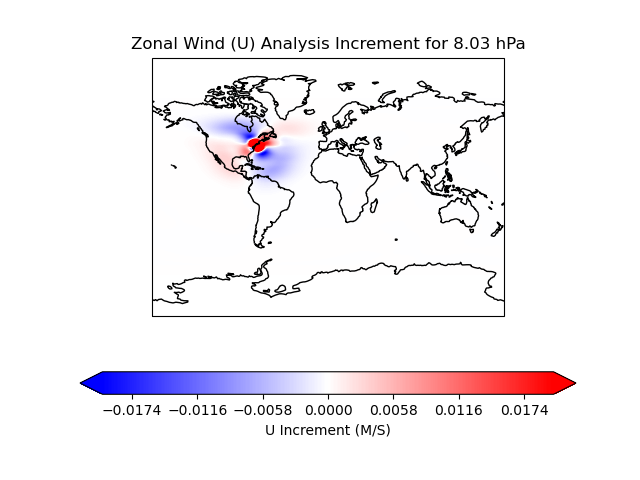 Zonal Wind (U) Analysis Increment for 8.03 hPa
−0.0174 −0.0116 −0.0058 0.0000 0.0058 0.0116 0.0174
U Increment (M/S)